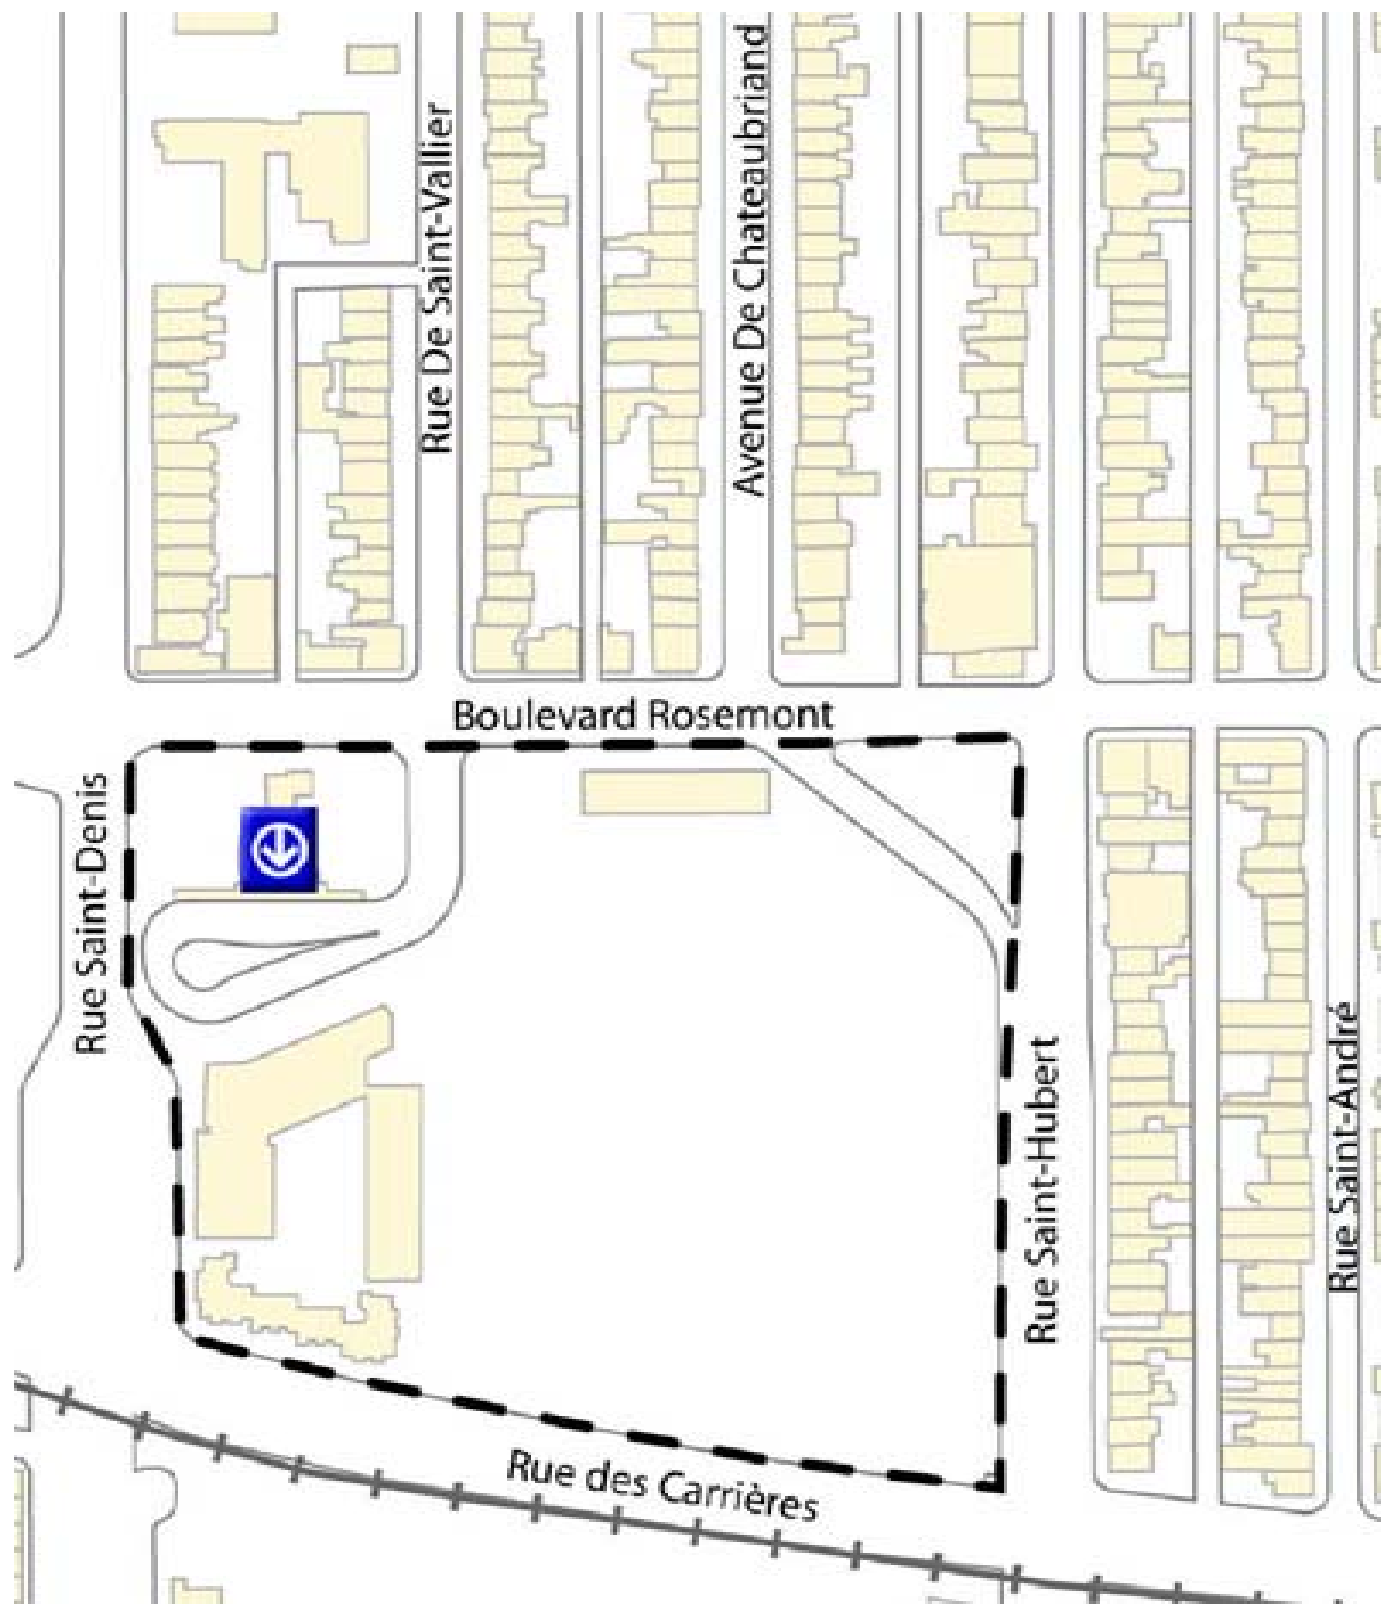 Rue De Saint-Vallier
Avenue De Chateaubriand
Boulevard Rosemont
Rue Saint-Denis
Rue Saint-Hubert
Rue Saint-André
Rue des Carrières